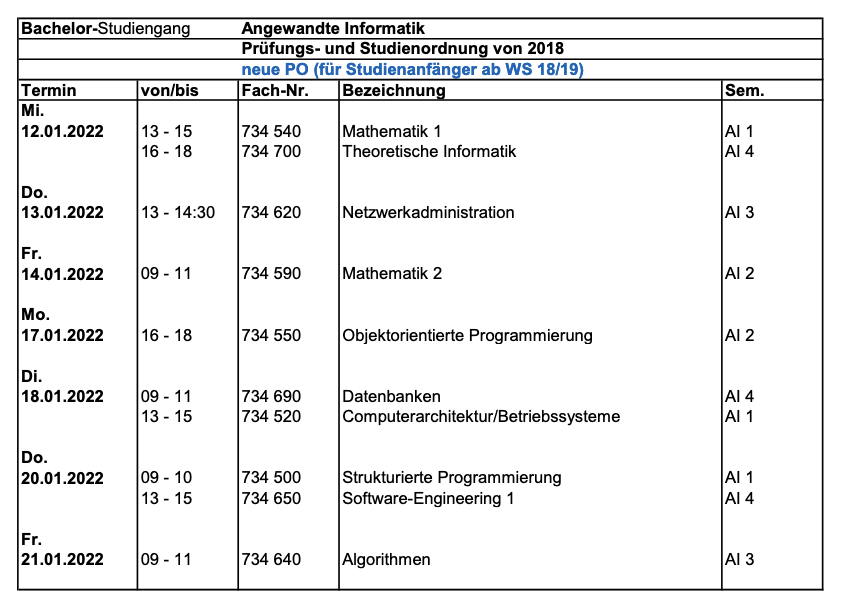 Bachelor-Studiengang Angewandte Informatik
Prüfungs- und Studienordnung von 2018
neue PO (für Studienanfänger ab WS 18/19)
Termin von/bis Fach-Nr. Bezeichnung Sem.
Mi.
12.01.2022 13 - 15 734 540 Mathematik 1 AI 1
16 - 18 734 700 Theoretische Informatik AI 4
Do.
13.01.2022 13 - 14:30 734 620 Netzwerkadministration AI 3
Fr.
14.01.2022 09 - 11 734 590 Mathematik 2 AI 2
Mo.
17.01.2022 16 - 18 734 550 Objektorientierte Programmierung AI 2
Di.
18.01.2022 09 - 11 734 690 Datenbanken AI 4
13 - 15 734 520 Computerarchitektur/Betriebssysteme AI 1
Do.
20.01.2022 09 - 10 734 500 Strukturierte Programmierung AI 1
13 - 15 734 650 Software-Engineering 1 AI 4
Fr.
21.01.2022 09 - 11 734 640 Algorithmen AI 3